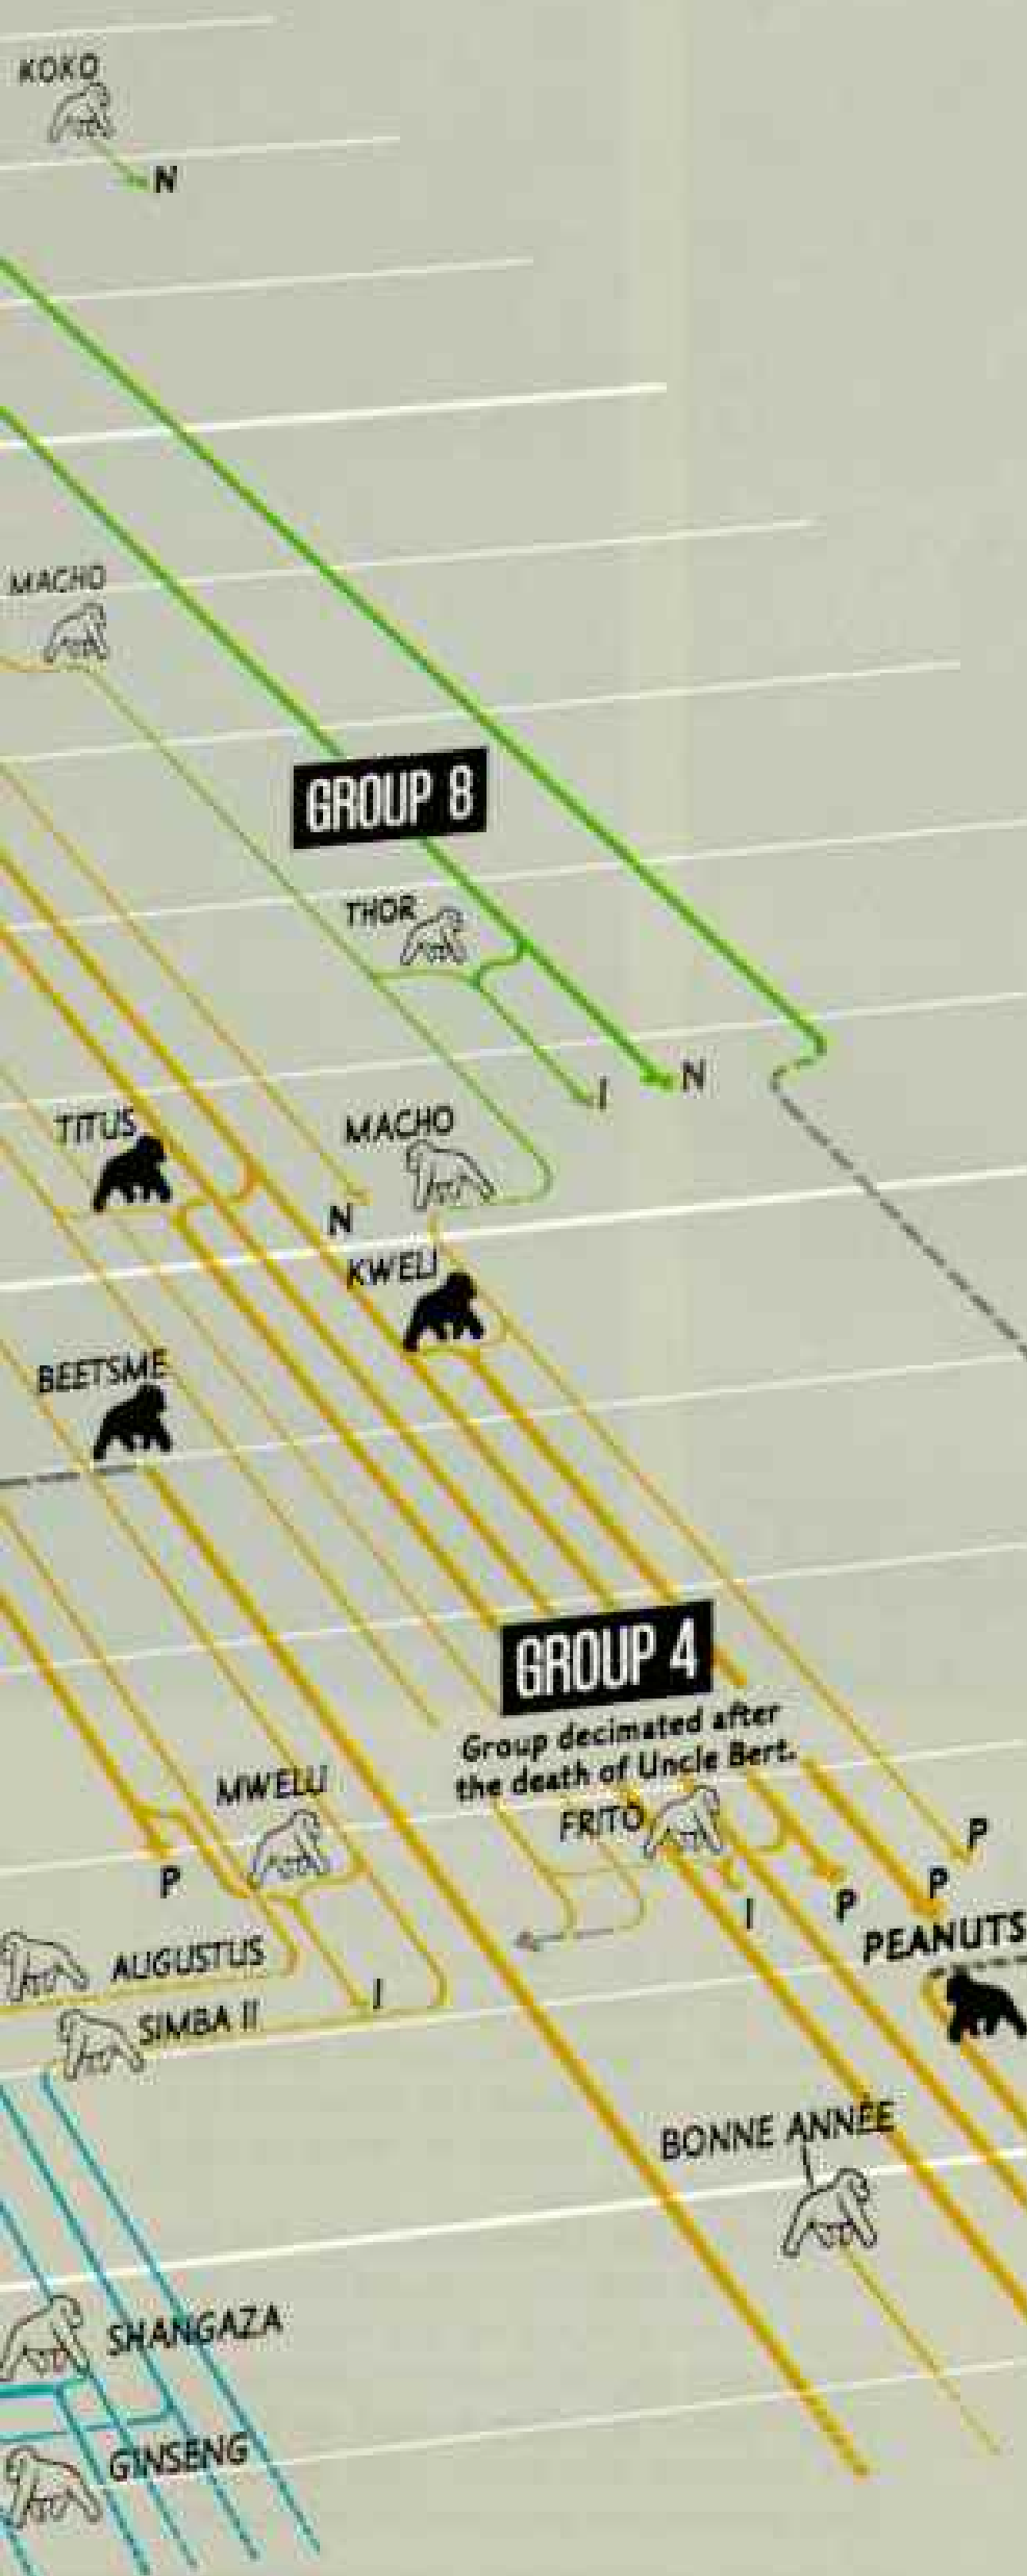 KOKO
N
MACHO
GROUP 8
THOR
I
N
TITUS
MACHO
N
KWELI
BEETSME
GROUP 4
Group decimated after
the death of Uncle Bert.
MWELU
FRITO
P
P
P
P
I
PEANUTS
AUGUSTUS
I
SIMBA II
BONNE ANNÉE
SHANGAZA
GINSENG